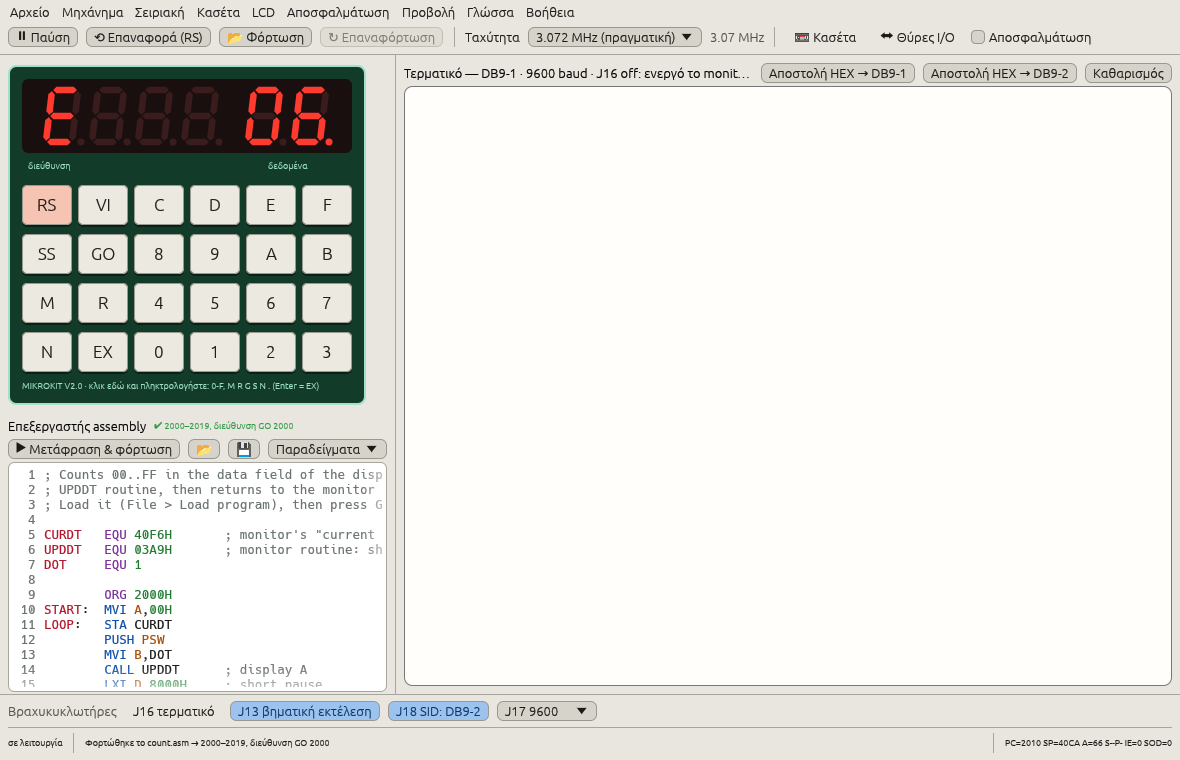 Αρχείο Μηχάνημα Σειριακή Κασέτα LCD Αποσφαλμάτωση Προβολή Γλώσσα Βοήθεια
Παύση ⟲ Επαναφορά (RS) Φόρτωση ↻ Επαναφόρτωση Ταχύτητα 3.072 MHz (πραγματική) 3.07 MHz Κασέτα Θύρες I/O Αποσφαλμάτωση
Τερματικό — DB9-1 · 9600 baud · J16 off: ενεργό το monit… Αποστολή HEX → DB9-1 Αποστολή HEX → DB9-2 Καθαρισμός
E 06.
διεύθυνση δεδομένα
RS VI C D E F
SS GO 8 9 A B
M R 4 5 6 7
N EX 0 1 2 3
MIKROKIT V2.0 · κλικ εδώ και πληκτρολογήστε: 0-F, M R G S N . (Enter = EX)
Επεξεργαστής assembly ✔ 2000–2019, διεύθυνση GO 2000
Μετάφραση & φόρτωση Παραδείγματα
1 ; Counts 00..FF in the data field of the disp
2 ; UPDDT routine, then returns to the monitor
3 ; Load it (File > Load program), then press G
4
5 CURDT EQU 40F6H ; monitor's "current
6 UPDDT EQU 03A9H ; monitor routine: sh
7 DOT EQU 1
8
9 ORG 2000H
10 START: MVI A,00H
11 LOOP: STA CURDT
12 PUSH PSW
13 MVI B,DOT
14 CALL UPDDT ; display A
15 LXI D,8000H ; short pause
Βραχυκυκλωτήρες J16 τερματικό J13 βηματική εκτέλεση J18 SID: DB9-2 J17 9600
σε λειτουργία Φορτώθηκε το count.asm → 2000–2019, διεύθυνση GO 2000 PC=2010 SP=40CA A=66 S--P- IE=0 SOD=0